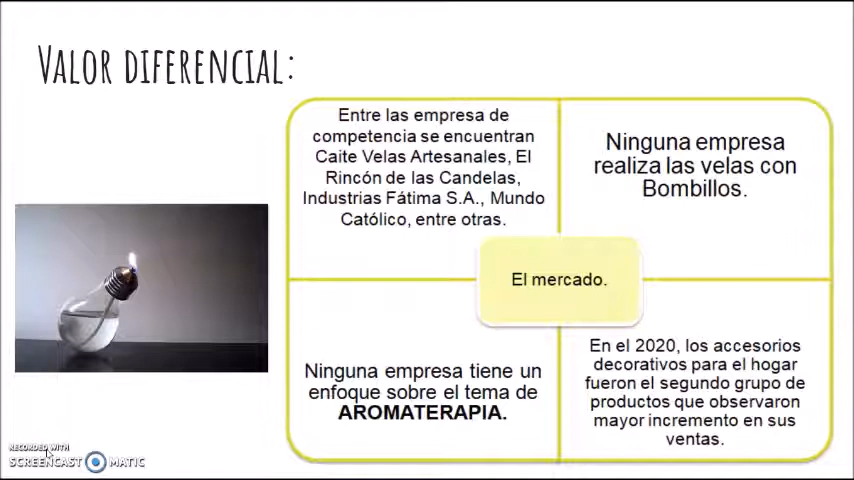 VALOR DIFERENCIAL:
Entre las empresa de
competencia se encuentran
Caite Velas Artesanales, El
Rincón de las Candelas,
Industrias Fátima S.A., Mundo
Católico, entre otras.
Ninguna empresa
realiza las velas con
Bombillos.
El mercado.
Ninguna empresa tiene un
enfoque sobre el tema de
AROMATERAPIA.
En el 2020, los accesorios
decorativos para el hogar
fueron el segundo grupo de
productos que observaron
mayor incremento en sus
ventas.
RECORDED WITH
SCREENCAST MATIC